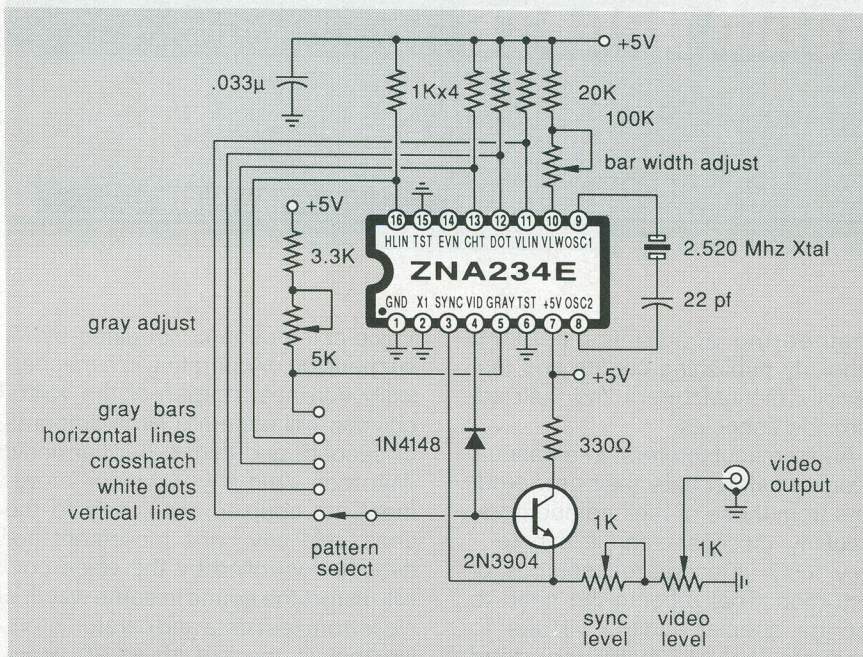 +5V
.033µ
1Kx4
20K
100K
bar width adjust
+5V
3.3K
gray adjust
5K
16 15 14 13 12 11 10 9
HLIN TST EVN CHT DOT VLIN VLW OSC1
ZNA234E
GND X1 SYNC VID GRAY TST +5V OSC2
1 2 3 4 5 6 7 8
2.520 Mhz Xtal
22 pf
+5V
gray bars
horizontal lines
crosshatch
white dots
vertical lines
pattern
select
1N4148
330Ω
2N3904
1K
1K
video
output
sync
level
video
level